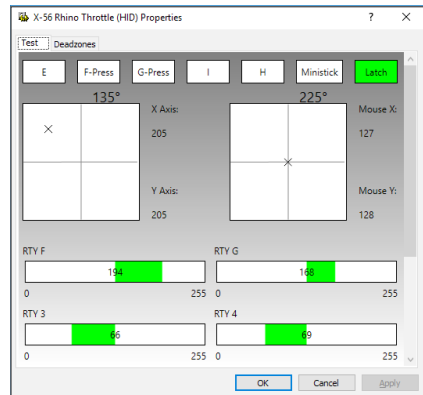 X-56 Rhino Throttle (HID) Properties ? ×
Test Deadzones
E F-Press G-Press I H Ministick Latch
135° 225°
X Axis: Mouse X:
205 127
Y Axis: Mouse Y:
205 128
RTY F RTY G
194 168
0 255 0 255
RTY 3 RTY 4
66 69
0 255 0 255
OK Cancel Apply